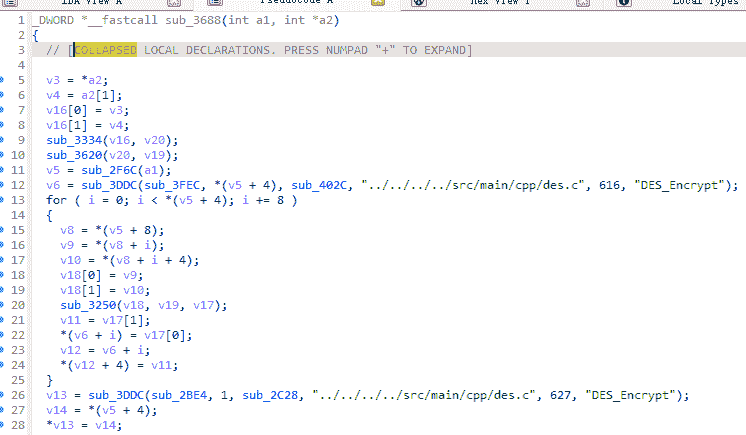 IDA View A Pseudocode A Hex View 1 Local Types
1 _DWORD *__fastcall sub_3688(int a1, int *a2)
2 {
3 // [COLLAPSED LOCAL DECLARATIONS. PRESS NUMPAD "+" TO EXPAND]
4
5 v3 = *a2;
6 v4 = a2[1];
7 v16[0] = v3;
8 v16[1] = v4;
9 sub_3334(v16, v20);
10 sub_3620(v20, v19);
11 v5 = sub_2F6C(a1);
12 v6 = sub_3DDC(sub_3FEC, *(v5 + 4), sub_402C, "../../../../src/main/cpp/des.c", 616, "DES_Encrypt");
13 for ( i = 0; i < *(v5 + 4); i += 8 )
14 {
15 v8 = *(v5 + 8);
16 v9 = *(v8 + i);
17 v10 = *(v8 + i + 4);
18 v18[0] = v9;
19 v18[1] = v10;
20 sub_3250(v18, v19, v17);
21 v11 = v17[1];
22 *(v6 + i) = v17[0];
23 v12 = v6 + i;
24 *(v12 + 4) = v11;
25 }
26 v13 = sub_3DDC(sub_2BE4, 1, sub_2C28, "../../../../src/main/cpp/des.c", 627, "DES_Encrypt");
27 v14 = *(v5 + 4);
28 *v13 = v14;